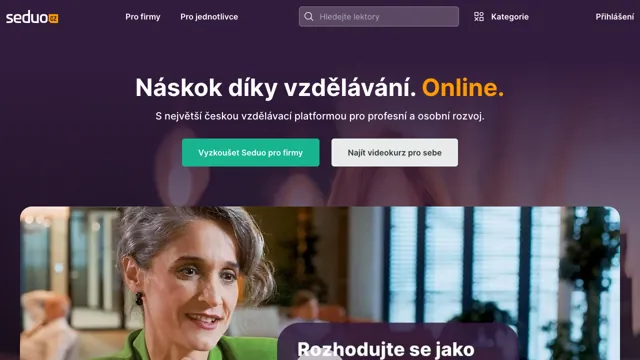 seduo.cz
Pro firmy
Pro jednotlivce
Hledejte lektory
Kategorie
Přihlášení
Náskok díky vzdělávání. Online.
S největší českou vzdělávací platformou pro profesní a osobní rozvoj.
Vyzkoušet Seduo pro firmy
Najít videokurz pro sebe
Rozhodujte se jako